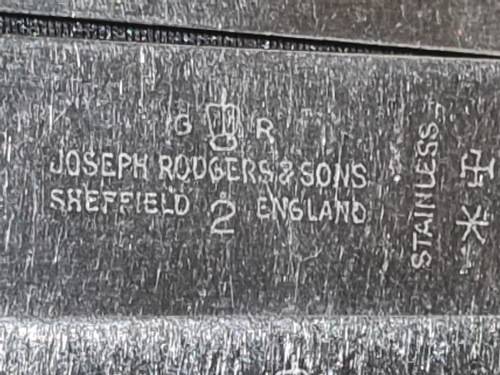 G R
JOSEPH RODGERS & SONS
SHEFFIELD 2 ENGLAND
STAINLESS